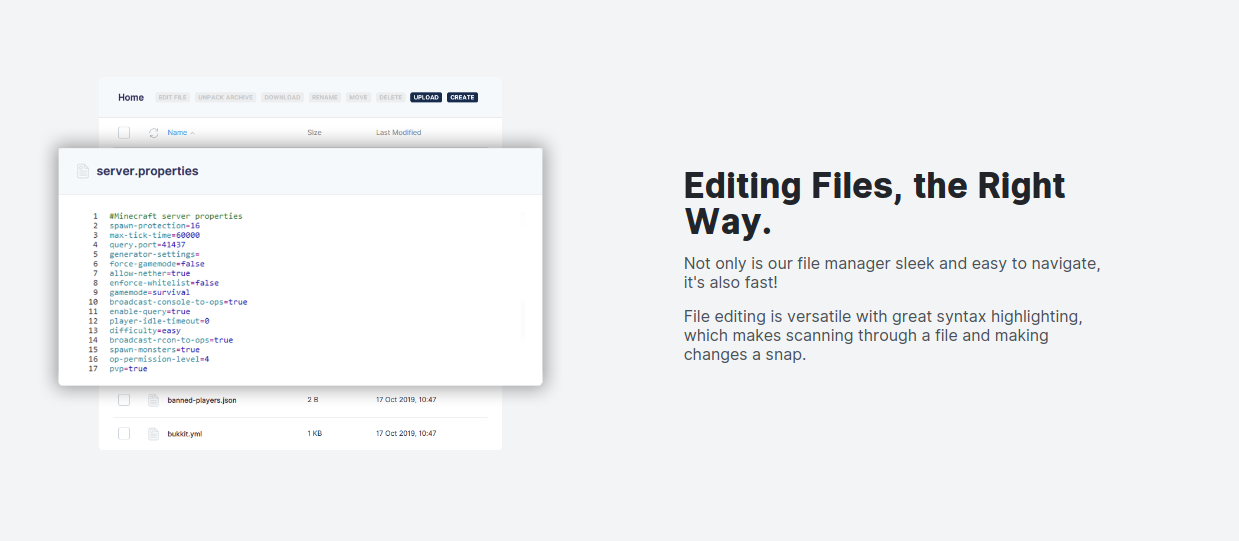 Home EDIT FILE UNPACK ARCHIVE DOWNLOAD RENAME MOVE DELETE UPLOAD CREATE
Name Size Last Modified
server.properties
1 #Minecraft server properties
2 spawn-protection=16
3 max-tick-time=60000
4 query.port=41437
5 generator-settings=
6 force-gamemode=false
7 allow-nether=true
8 enforce-whitelist=false
9 gamemode=survival
10 broadcast-console-to-ops=true
11 enable-query=true
12 player-idle-timeout=0
13 difficulty=easy
14 broadcast-rcon-to-ops=true
15 spawn-monsters=true
16 op-permission-level=4
17 pvp=true
banned-players.json 2 B 17 Oct 2019, 10:47
bukkit.yml 1 KB 17 Oct 2019, 10:47
Editing Files, the Right
Way.
Not only is our file manager sleek and easy to navigate,
it's also fast!
File editing is versatile with great syntax highlighting,
which makes scanning through a file and making
changes a snap.